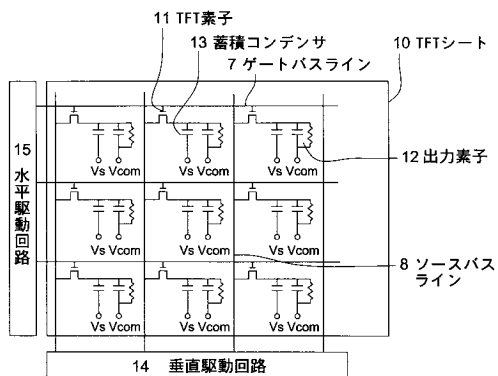 11 TFT素子
13 蓄積コンデンサ
7 ゲートバスライン
10 TFTシート
15 水平駆動回路
12 出力素子
Vs Vcom Vs Vcom Vs Vcom
Vs Vcom Vs Vcom Vs Vcom
8 ソースバス
ライン
Vs Vcom Vs Vcom Vs Vcom
14 垂直駆動回路